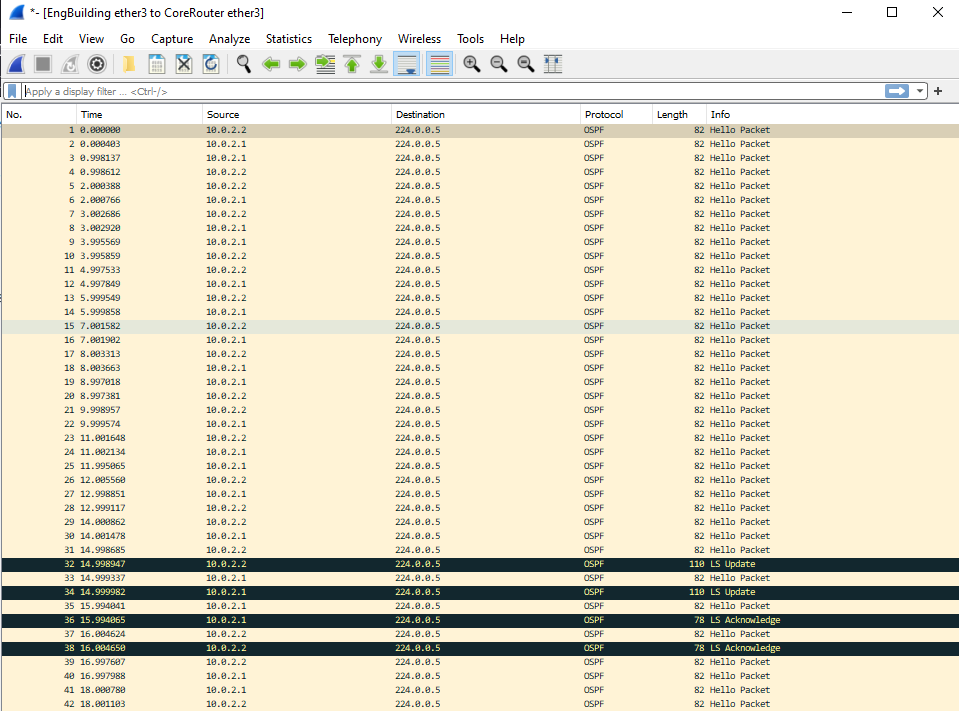 *- [EngBuilding ether3 to CoreRouter ether3]
File Edit View Go Capture Analyze Statistics Telephony Wireless Tools Help
Apply a display filter ... <Ctrl-/>
No. Time Source Destination Protocol Length Info
1 0.000000 10.0.2.2 224.0.0.5 OSPF 82 Hello Packet
2 0.000403 10.0.2.1 224.0.0.5 OSPF 82 Hello Packet
3 0.998137 10.0.2.1 224.0.0.5 OSPF 82 Hello Packet
4 0.998612 10.0.2.2 224.0.0.5 OSPF 82 Hello Packet
5 2.000388 10.0.2.2 224.0.0.5 OSPF 82 Hello Packet
6 2.000766 10.0.2.1 224.0.0.5 OSPF 82 Hello Packet
7 3.002686 10.0.2.2 224.0.0.5 OSPF 82 Hello Packet
8 3.002920 10.0.2.1 224.0.0.5 OSPF 82 Hello Packet
9 3.995569 10.0.2.1 224.0.0.5 OSPF 82 Hello Packet
10 3.995859 10.0.2.2 224.0.0.5 OSPF 82 Hello Packet
11 4.997533 10.0.2.2 224.0.0.5 OSPF 82 Hello Packet
12 4.997849 10.0.2.1 224.0.0.5 OSPF 82 Hello Packet
13 5.999549 10.0.2.2 224.0.0.5 OSPF 82 Hello Packet
14 5.999858 10.0.2.1 224.0.0.5 OSPF 82 Hello Packet
15 7.001582 10.0.2.2 224.0.0.5 OSPF 82 Hello Packet
16 7.001902 10.0.2.1 224.0.0.5 OSPF 82 Hello Packet
17 8.003313 10.0.2.2 224.0.0.5 OSPF 82 Hello Packet
18 8.003663 10.0.2.1 224.0.0.5 OSPF 82 Hello Packet
19 8.997018 10.0.2.1 224.0.0.5 OSPF 82 Hello Packet
20 8.997381 10.0.2.2 224.0.0.5 OSPF 82 Hello Packet
21 9.998957 10.0.2.2 224.0.0.5 OSPF 82 Hello Packet
22 9.999574 10.0.2.1 224.0.0.5 OSPF 82 Hello Packet
23 11.001648 10.0.2.2 224.0.0.5 OSPF 82 Hello Packet
24 11.002134 10.0.2.1 224.0.0.5 OSPF 82 Hello Packet
25 11.995065 10.0.2.1 224.0.0.5 OSPF 82 Hello Packet
26 12.005560 10.0.2.2 224.0.0.5 OSPF 82 Hello Packet
27 12.998851 10.0.2.1 224.0.0.5 OSPF 82 Hello Packet
28 12.999117 10.0.2.2 224.0.0.5 OSPF 82 Hello Packet
29 14.000862 10.0.2.2 224.0.0.5 OSPF 82 Hello Packet
30 14.001478 10.0.2.1 224.0.0.5 OSPF 82 Hello Packet
31 14.998685 10.0.2.2 224.0.0.5 OSPF 82 Hello Packet
32 14.998947 10.0.2.2 224.0.0.5 OSPF 110 LS Update
33 14.999337 10.0.2.1 224.0.0.5 OSPF 82 Hello Packet
34 14.999982 10.0.2.1 224.0.0.5 OSPF 110 LS Update
35 15.994041 10.0.2.1 224.0.0.5 OSPF 82 Hello Packet
36 15.994065 10.0.2.1 224.0.0.5 OSPF 78 LS Acknowledge
37 16.004624 10.0.2.2 224.0.0.5 OSPF 82 Hello Packet
38 16.004650 10.0.2.2 224.0.0.5 OSPF 78 LS Acknowledge
39 16.997607 10.0.2.2 224.0.0.5 OSPF 82 Hello Packet
40 16.997988 10.0.2.1 224.0.0.5 OSPF 82 Hello Packet
41 18.000780 10.0.2.1 224.0.0.5 OSPF 82 Hello Packet
42 18.001103 10.0.2.2 224.0.0.5 OSPF 82 Hello Packet